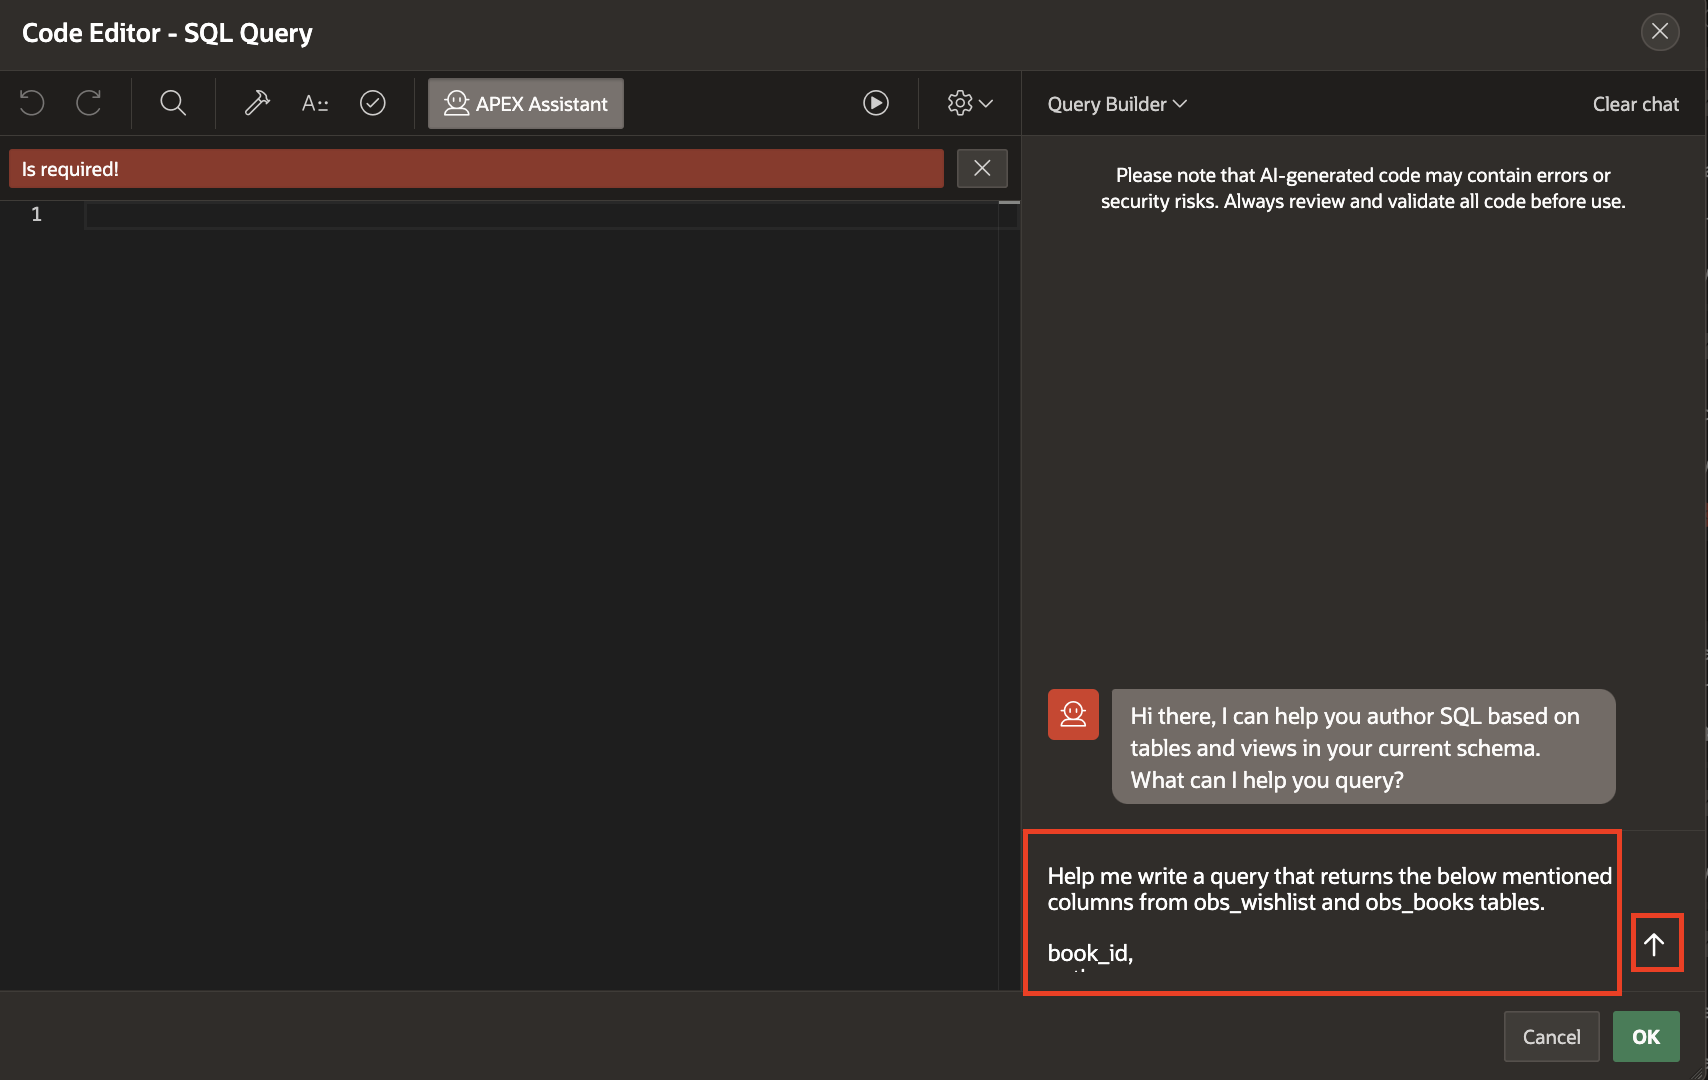 Code Editor - SQL Query
APEX Assistant
Query Builder
Clear chat
Is required!
1
Please note that AI-generated code may contain errors or
security risks. Always review and validate all code before use.
Hi there, I can help you author SQL based on
tables and views in your current schema.
What can I help you query?
Help me write a query that returns the below mentioned
columns from obs_wishlist and obs_books tables.
book_id,
Cancel
OK